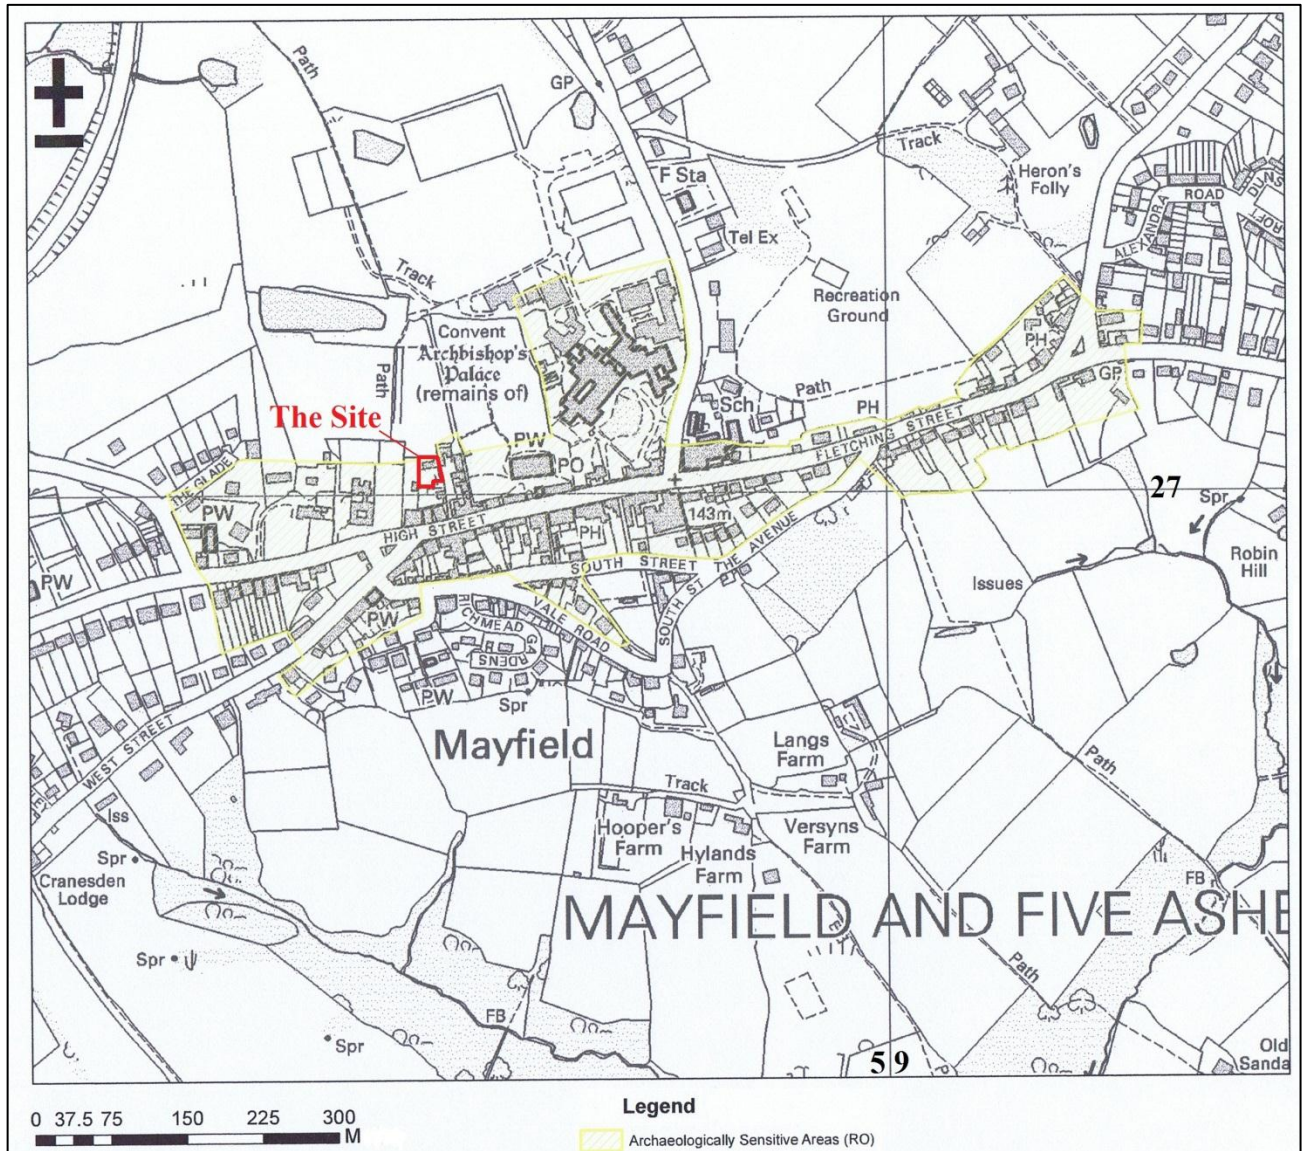 Path
GP
Track
F Sta
Heron's
Folly
ALEXANDRA
ROAD
Tel Ex
Track
Recreation
Ground
Convent
Archbishop's
Palace
(remains of)
Path
PH
GP
Path
Sch
PH
The Site
FLETCHING STREET
PW
PO
THE GLADE
27
Spr
PW
143m
HIGH STREET
PH
THE AVENUE
SOUTH STREET
Robin
Hill
PW
Issues
SOUTH ST
PW
RICHMEAD
GARDENS
VALE ROAD
PW
Spr
WEST STREET
Mayfield
Langs
Farm
Path
Track
Iss
Hooper's
Farm
Versyns
Farm
Hylands
Farm
Spr
Cranesden
Lodge
FB
MAYFIELD AND FIVE ASHE
Spr
Path
FB
Spr
59
Old
Sanda
Legend
0 37.5 75 150 225 300
M
Archaeologically Sensitive Areas (RO)